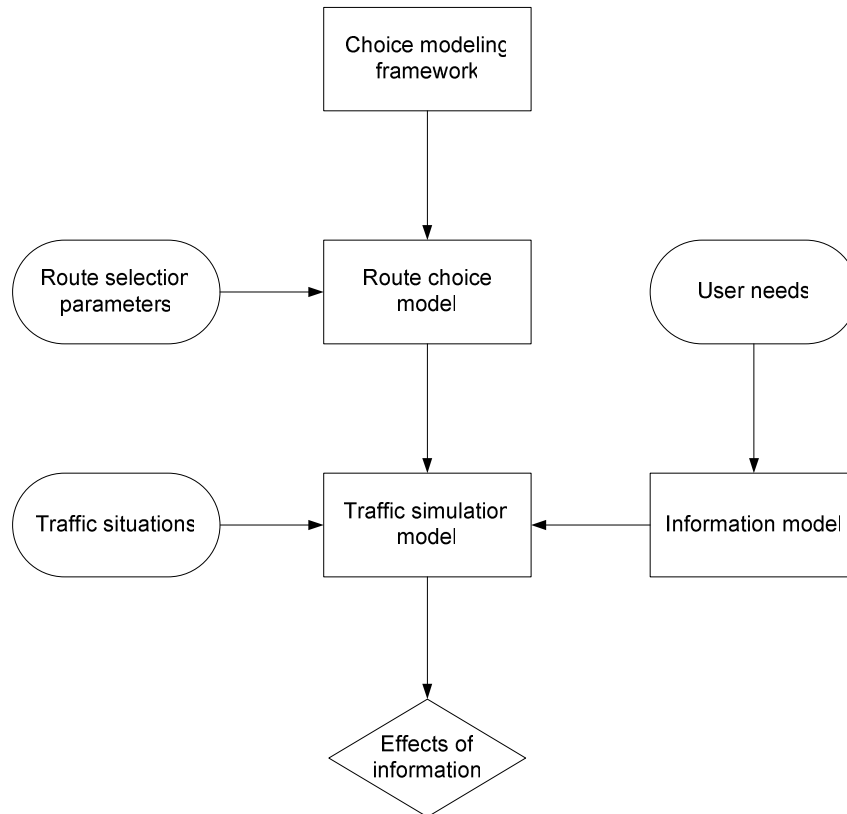 Choice modeling
framework
Route selection
parameters
Route choice
model
User needs
Traffic situations
Traffic simulation
model
Information model
Effects of
information